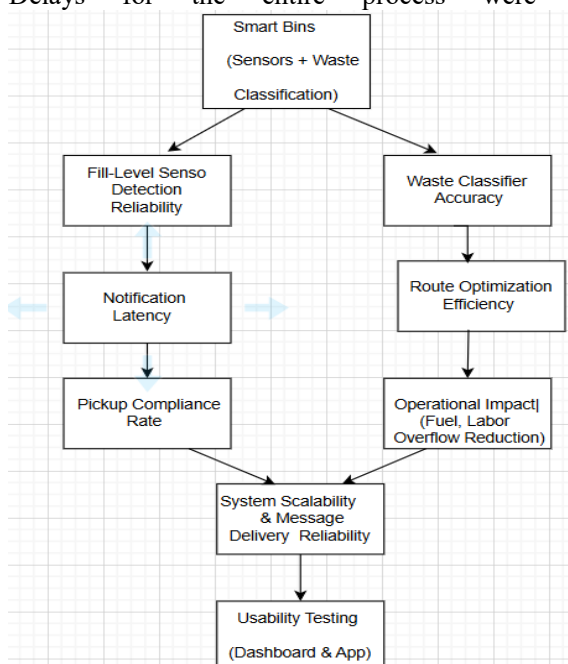 Delays for the entire process were
Smart Bins
(Sensors + Waste
Classification)
Fill-Level Senso
Detection
Reliability
Waste Classifier
Accuracy
Notification
Latency
Route Optimization
Efficiency
Pickup Compliance
Rate
Operational Impact|
(Fuel, Labor
Overflow Reduction)
System Scalability
& Message
Delivery Reliability
Usability Testing
(Dashboard & App)